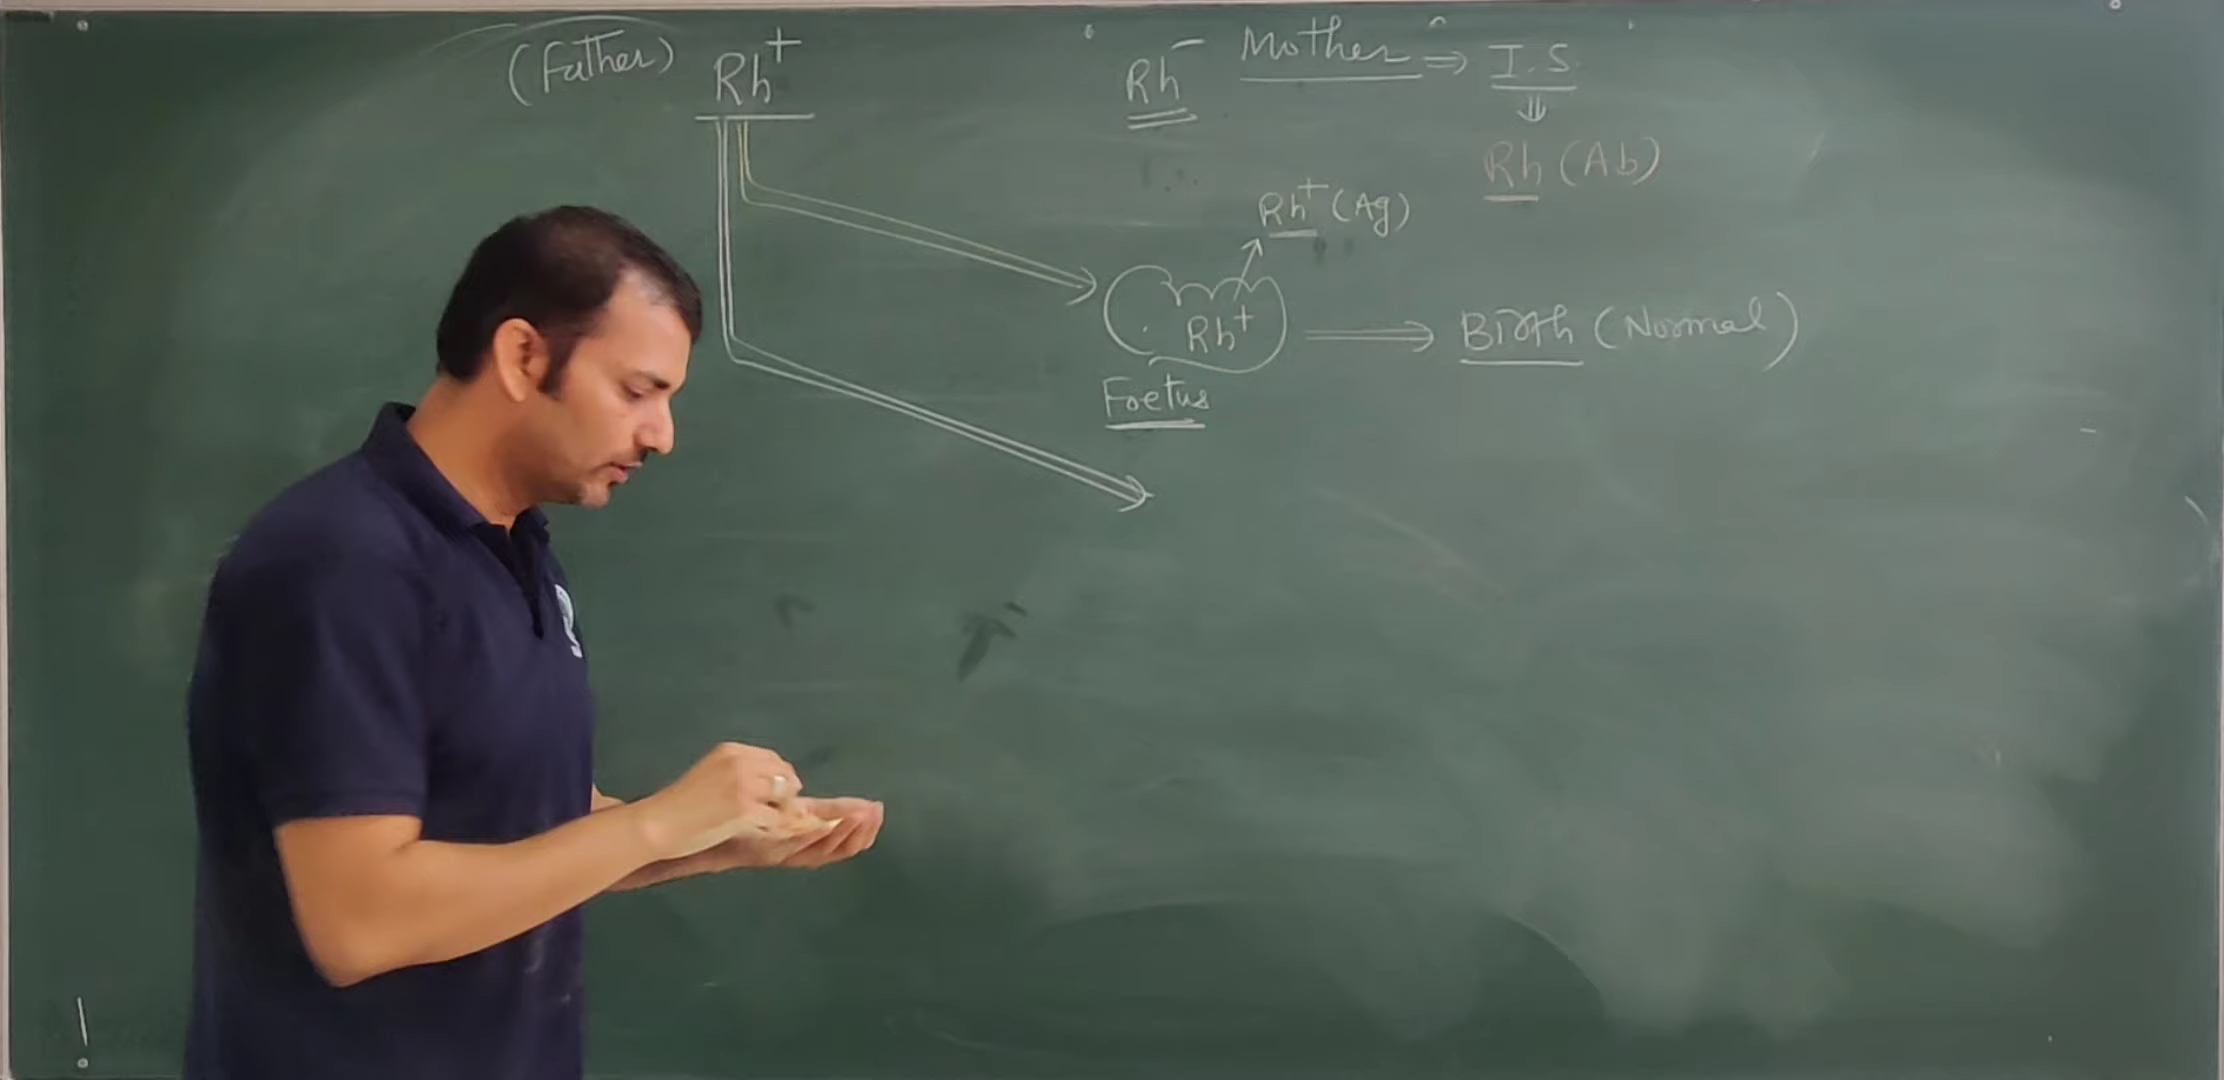 (Father) Rh+
Rh- Mother ⇒ I.S
⇓
Rh (Ab)
Rh+ (Ag)
Rh+
Foetus
⇒ Birth (Normal)